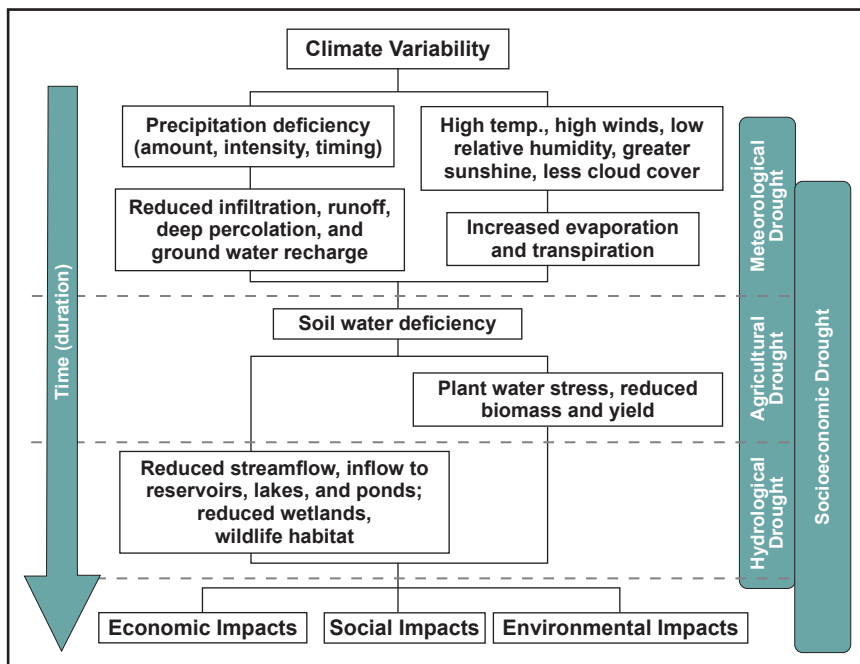 Climate Variability
Precipitation deficiency
(amount, intensity, timing)
High temp., high winds, low
relative humidity, greater
sunshine, less cloud cover
Reduced infiltration, runoff,
deep percolation, and
ground water recharge
Increased evaporation
and transpiration
Soil water deficiency
Plant water stress, reduced
biomass and yield
Reduced streamflow, inflow to
reservoirs, lakes, and ponds;
reduced wetlands,
wildlife habitat
Economic Impacts
Social Impacts
Environmental Impacts
Time (duration)
Meteorological
Drought
Agricultural
Drought
Hydrological
Drought
Socioeconomic Drought